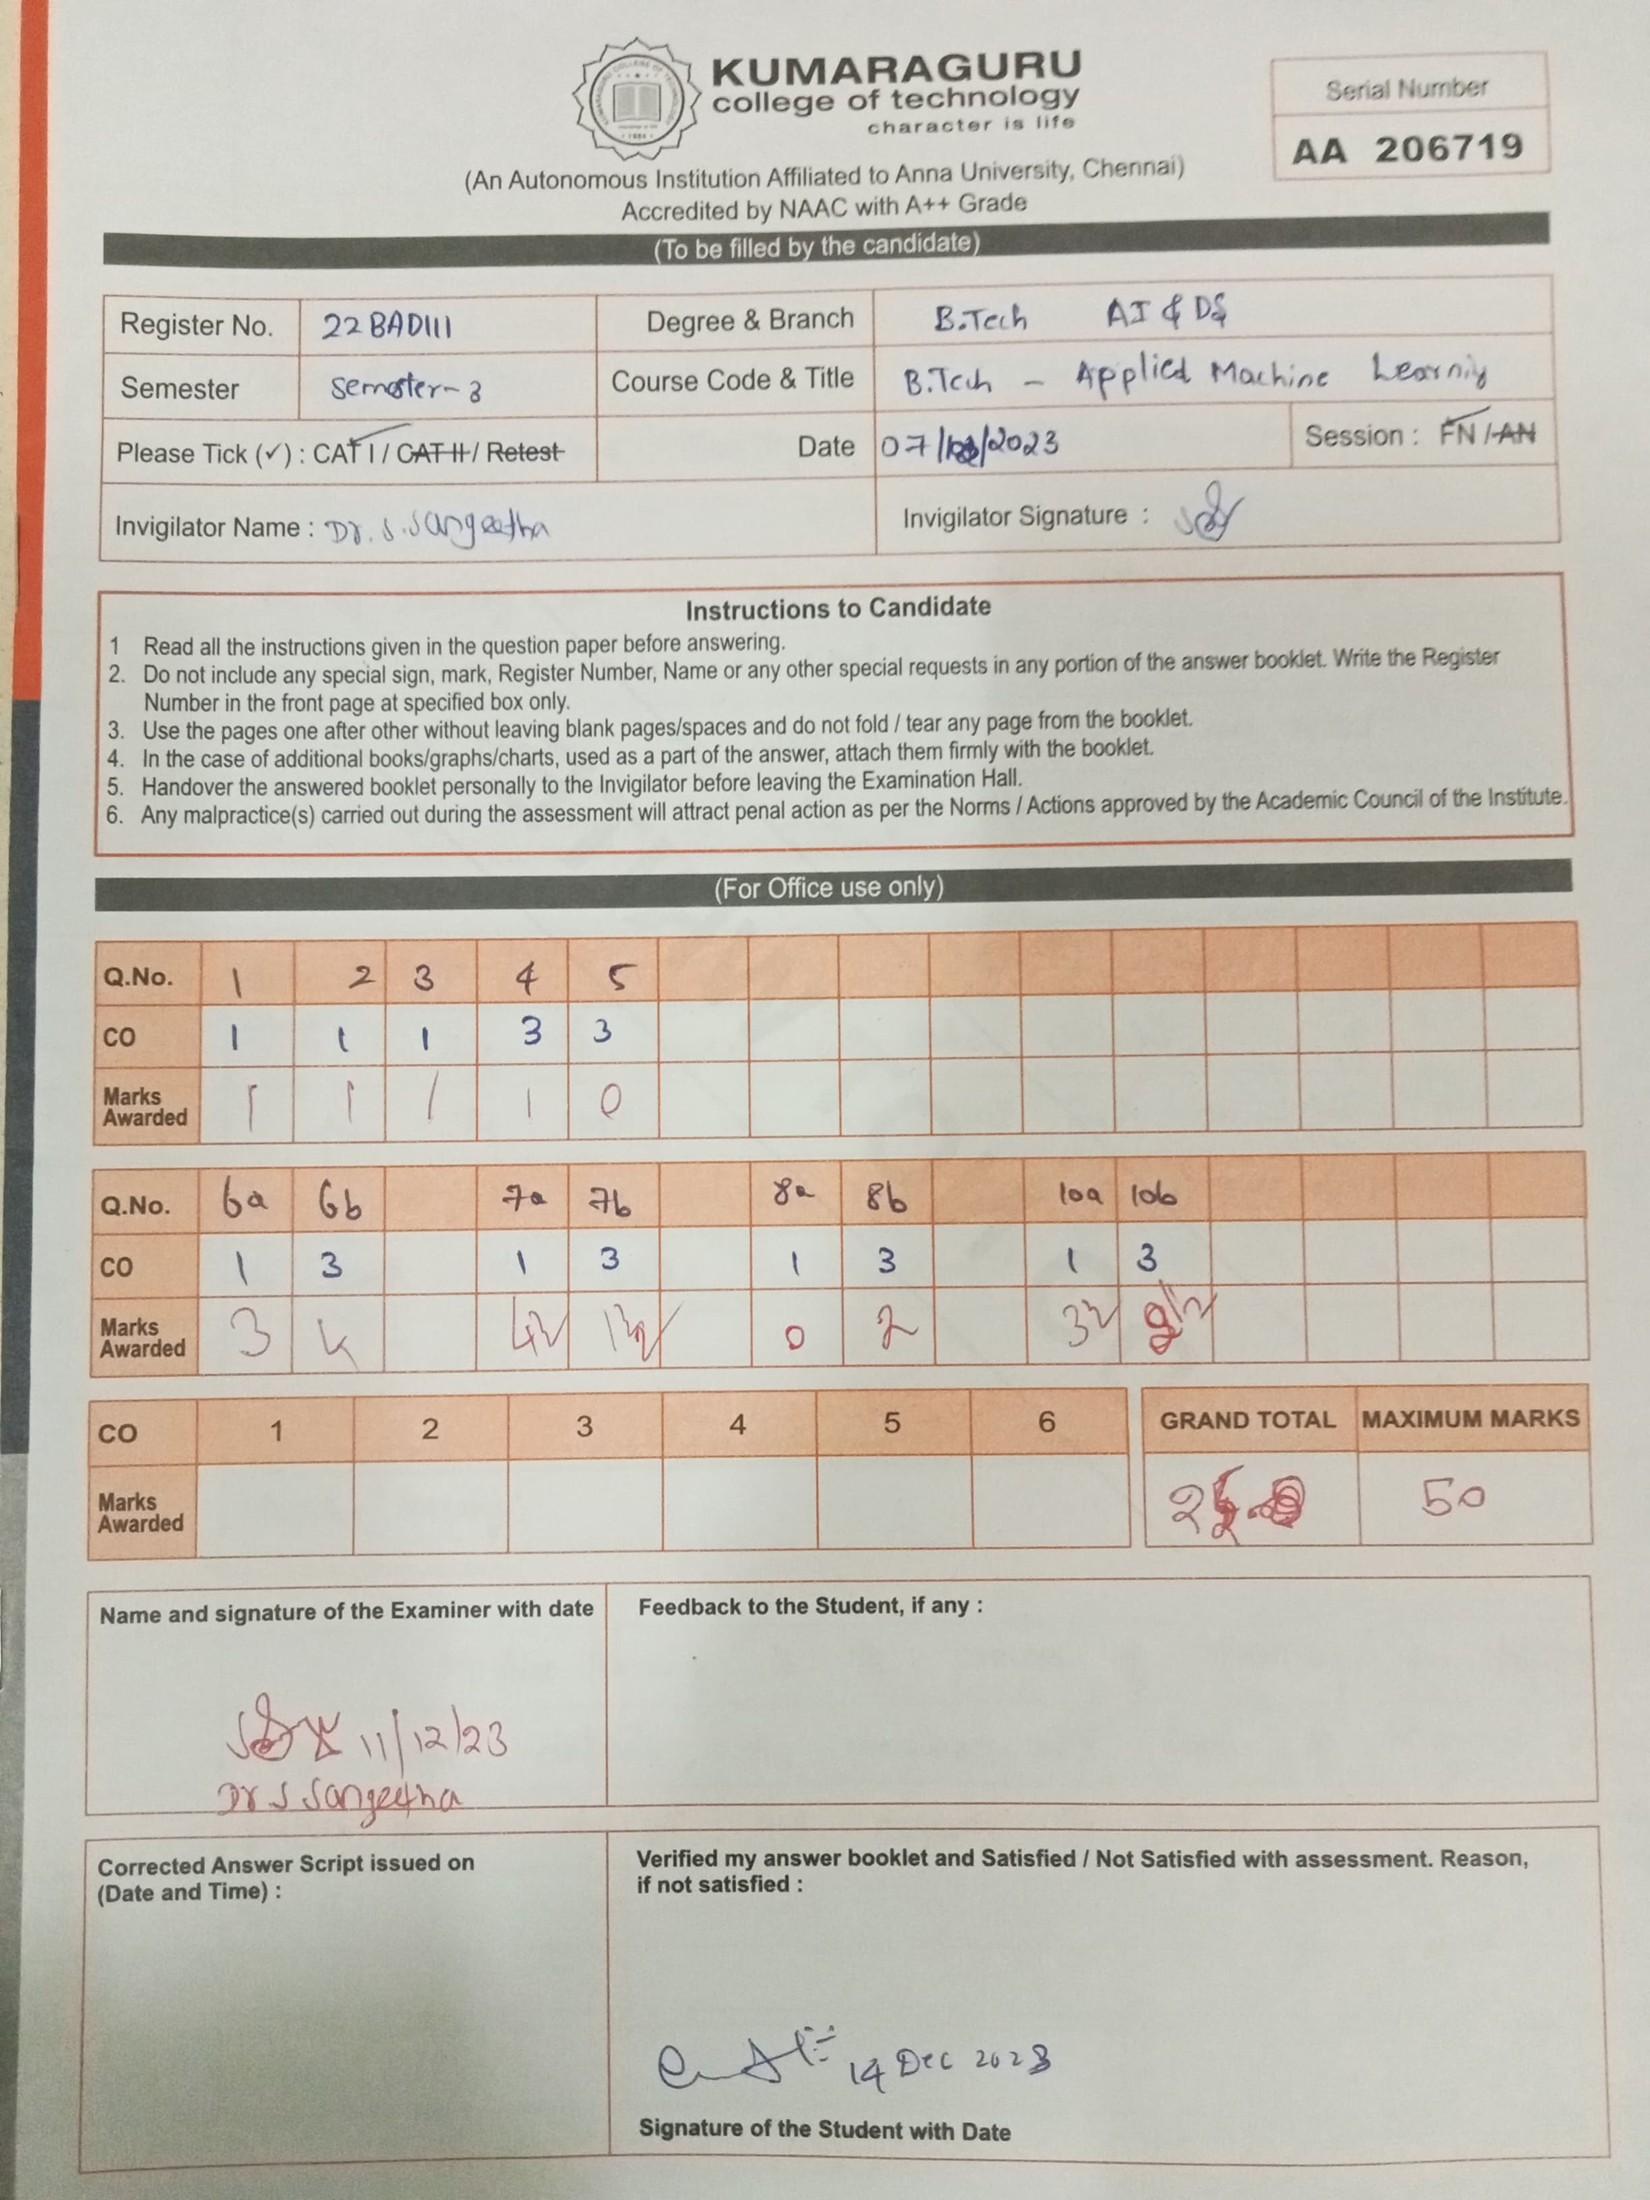 KUMARAGURU
college of technology
character is life
(An Autonomous Institution Affiliated to Anna University, Chennai)
Accredited by NAAC with A++ Grade
Serial Number
AA 206719
(To be filled by the candidate)
Register No. 22BAD111 Degree & Branch B.Tech AI & DS
Semester Semester-3 Course Code & Title B.Tech - Applied Machine Learning
Please Tick (✓) : CAT I / CAT II / Retest Date 07/ /2023 Session : FN / AN
Invigilator Name : Dr. S. Sangeetha Invigilator Signature :
Instructions to Candidate
1 Read all the instructions given in the question paper before answering.
2. Do not include any special sign, mark, Register Number, Name or any other special requests in any portion of the answer booklet. Write the Register
Number in the front page at specified box only.
3. Use the pages one after other without leaving blank pages/spaces and do not fold / tear any page from the booklet.
4. In the case of additional books/graphs/charts, used as a part of the answer, attach them firmly with the booklet.
5. Handover the answered booklet personally to the Invigilator before leaving the Examination Hall.
6. Any malpractice(s) carried out during the assessment will attract penal action as per the Norms / Actions approved by the Academic Council of the Institute.
(For Office use only)
Q.No. 1 2 3 4 5
CO 1 1 1 3 3
Marks Awarded 1 1 1 1 0
Q.No. 6a 6b 7a 7b 8a 8b 10a 10b
CO 1 3 1 3 1 3 1 3
Marks Awarded 3 4 0 2
CO 1 2 3 4 5 6 GRAND TOTAL MAXIMUM MARKS
Marks Awarded 50
Name and signature of the Examiner with date
11/12/23
Dr S Sangeetha
Feedback to the Student, if any :
Corrected Answer Script issued on
(Date and Time) :
Verified my answer booklet and Satisfied / Not Satisfied with assessment. Reason,
if not satisfied :
14 Dec 2023
Signature of the Student with Date